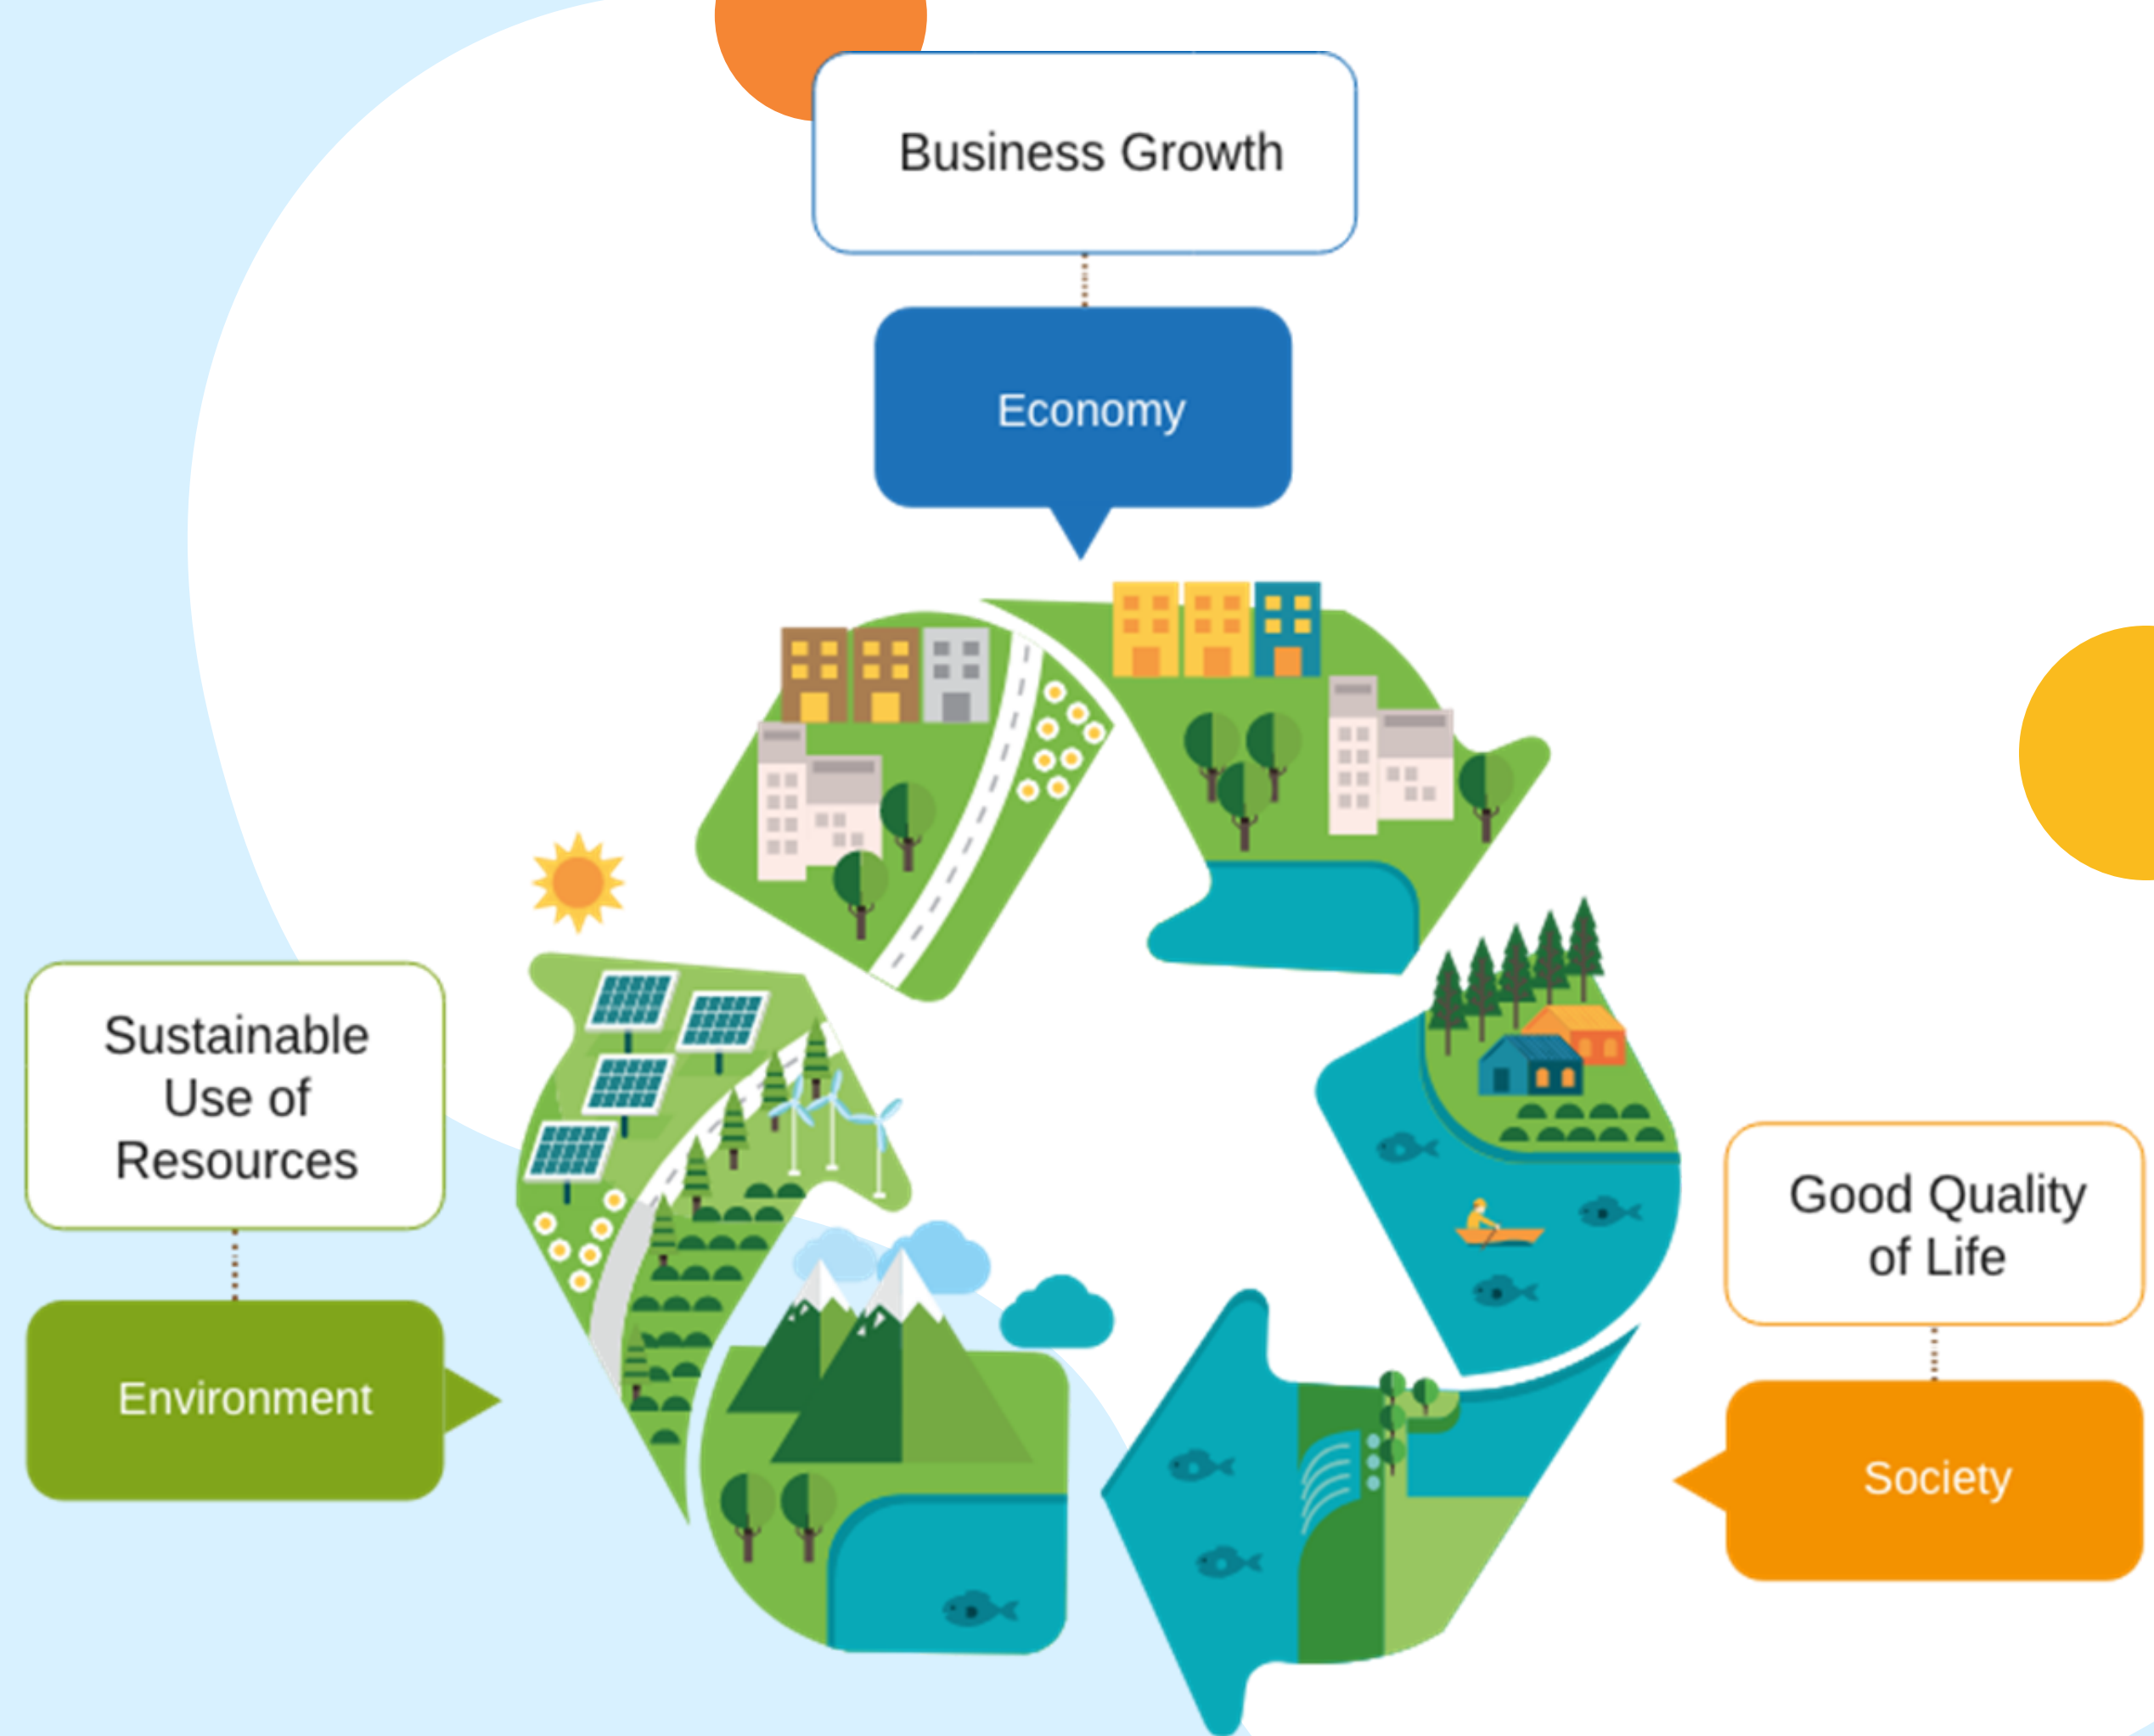 Business Growth
Economy
Sustainable
Use of
Resources
Environment
Good Quality
of Life
Society